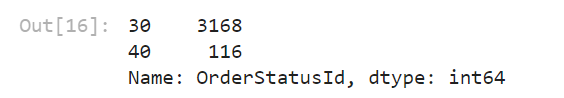 Out[16]: 30    3168
40     116
Name: OrderStatusId, dtype: int64